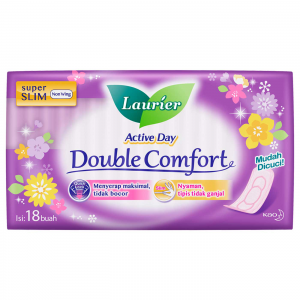 super
SLIM
Non Wing
Laurier
Active Day
Double Comfort
Menyerap maksimal,
tidak bocor
Nyaman,
tipis tidak ganjal
Mudah
Dicuci!
Isi: 18 buah
Kao